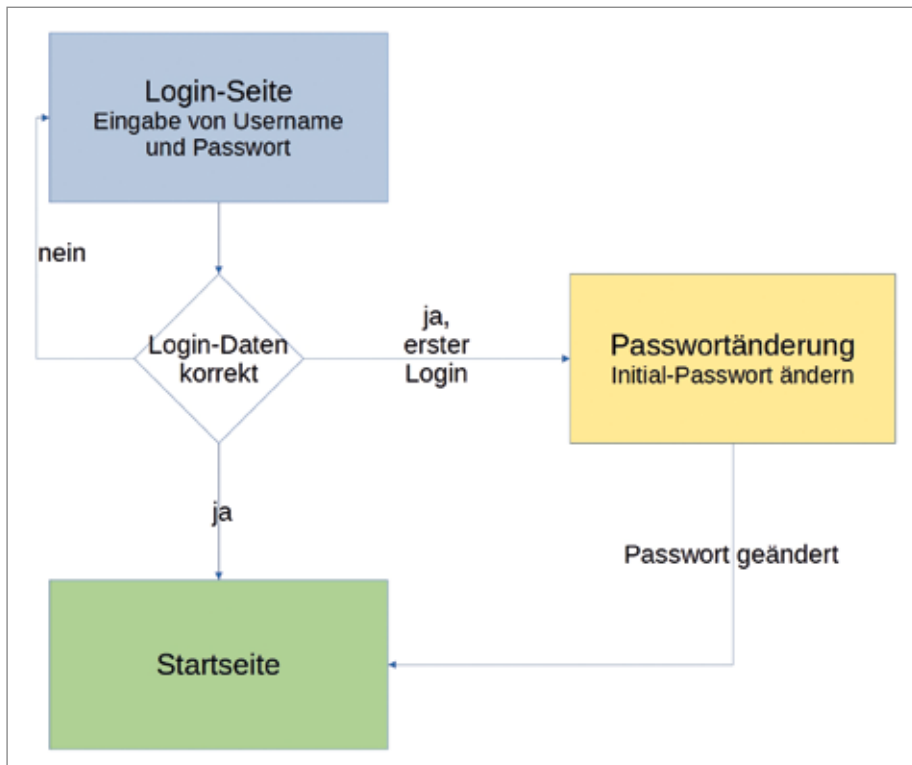 Login-Seite
Eingabe von Username
und Passwort
nein
Login-Daten
korrekt
ja,
erster
Login
Passwortänderung
Initial-Passwort ändern
ja
Passwort geändert
Startseite